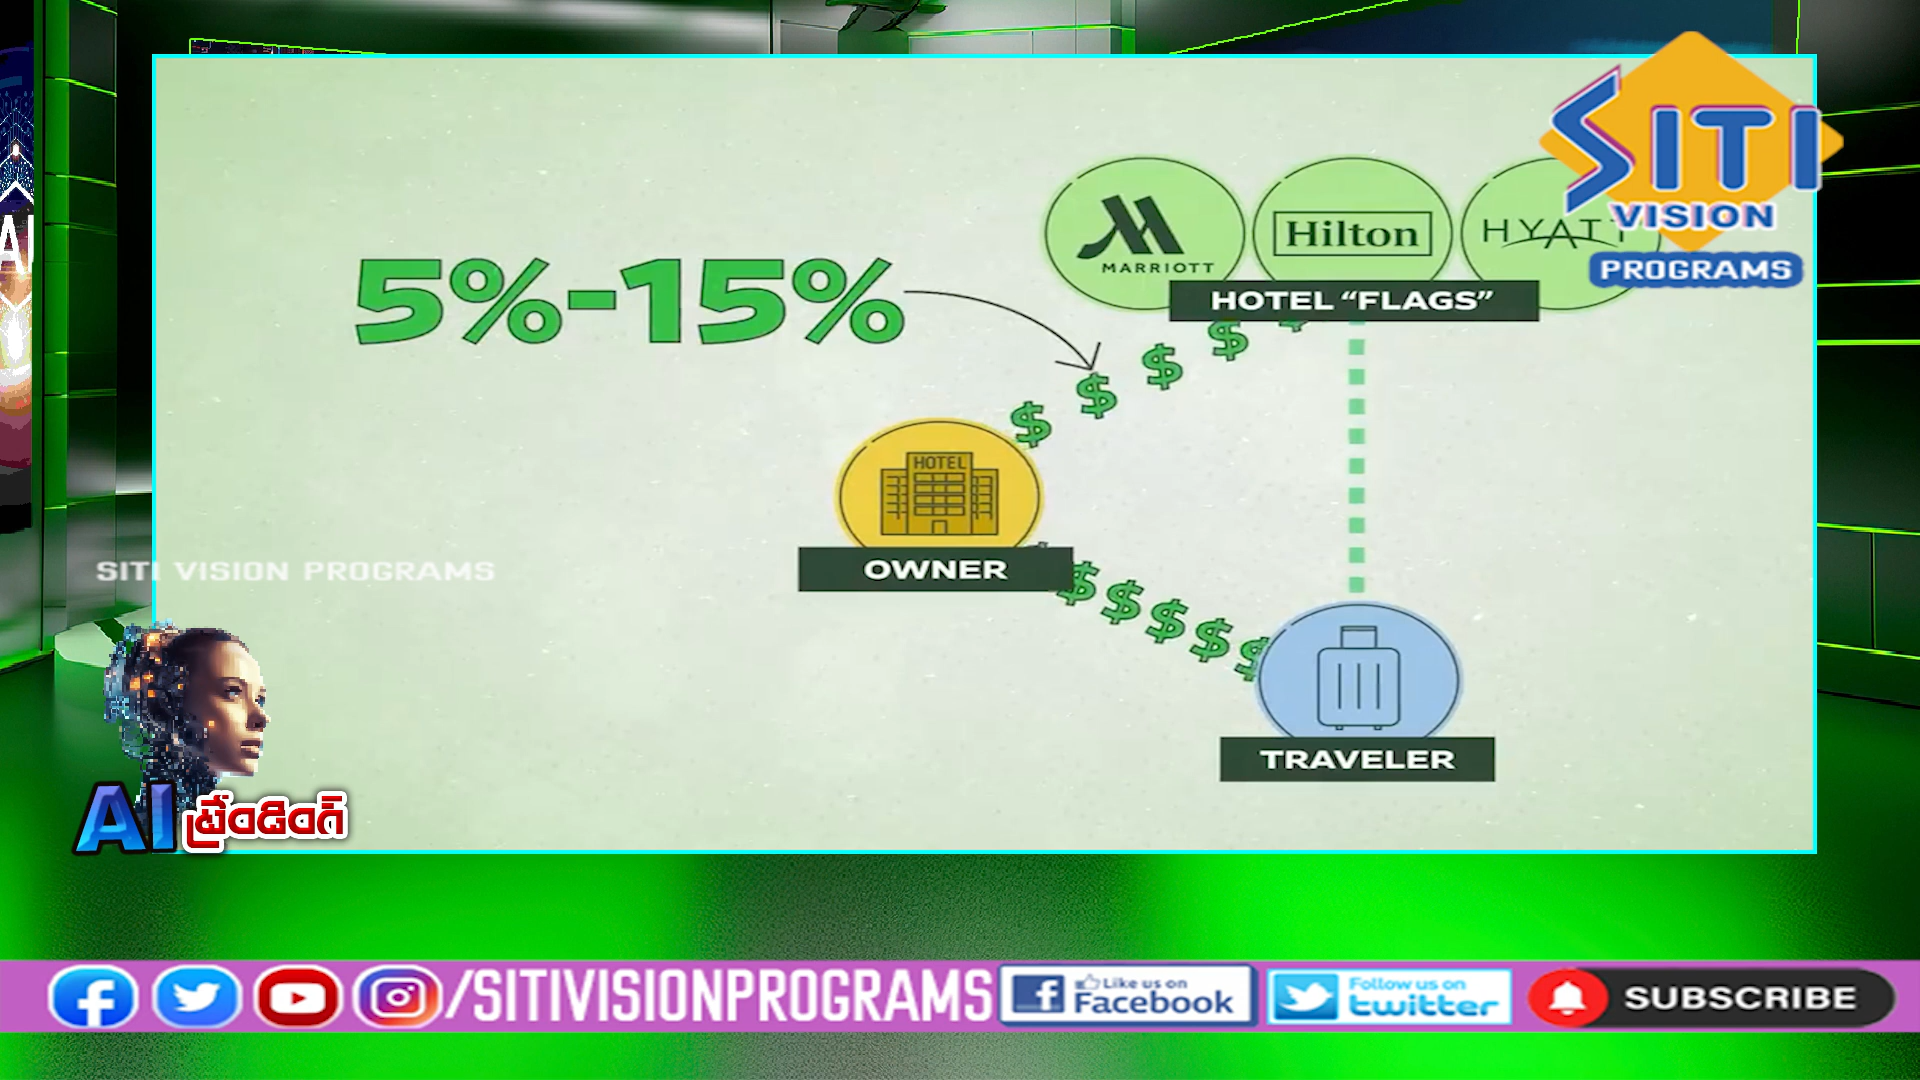 SITI
VISION
PROGRAMS
MARRIOTT
Hilton
HYATT
HOTEL “FLAGS”
5%-15%
HOTEL
OWNER
SITI VISION PROGRAMS
TRAVELER
AI
AI ట్రేండింగ్
/SITIVISIONPROGRAMS
Like us on
Facebook
Follow us on
twitter
SUBSCRIBE